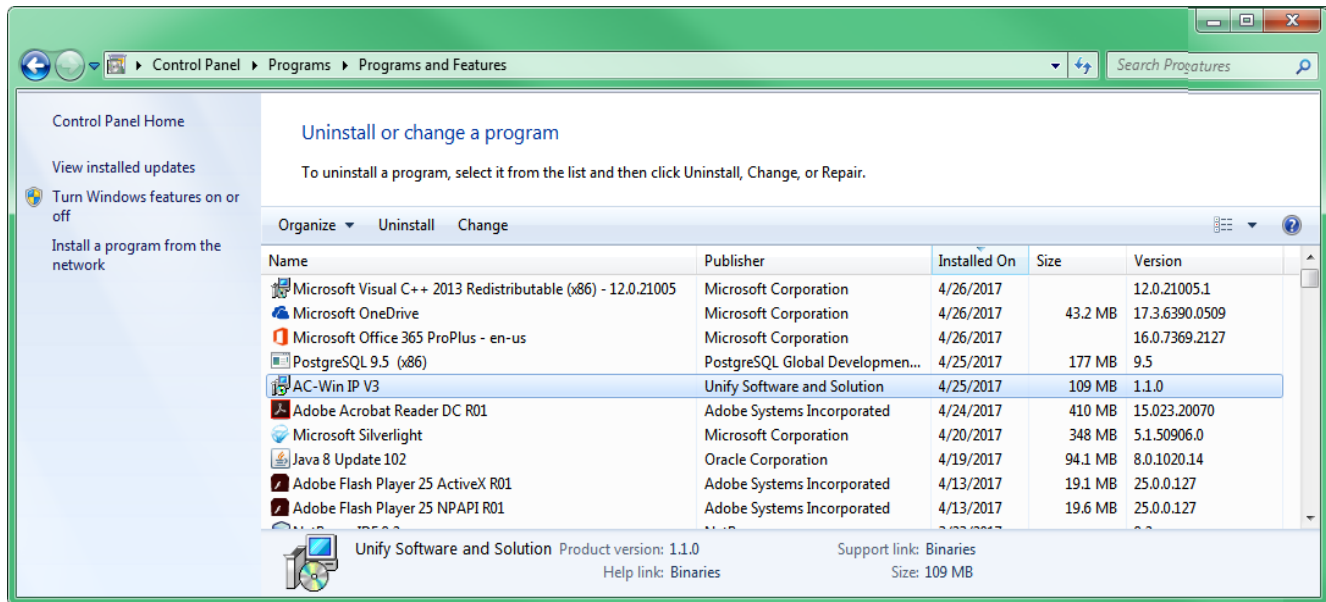 Control Panel Programs Programs and Features Search Progatures
Control Panel Home
View installed updates
Turn Windows features on or
off
Install a program from the
network
Uninstall or change a program
To uninstall a program, select it from the list and then click Uninstall, Change, or Repair.
Organize Uninstall Change
Name Publisher Installed On Size Version
Microsoft Visual C++ 2013 Redistributable (x86) - 12.0.21005 Microsoft Corporation 4/26/2017 12.0.21005.1
Microsoft OneDrive Microsoft Corporation 4/26/2017 43.2 MB 17.3.6390.0509
Microsoft Office 365 ProPlus - en-us Microsoft Corporation 4/26/2017 16.0.7369.2127
PostgreSQL 9.5 (x86) PostgreSQL Global Developmen... 4/25/2017 177 MB 9.5
AC-Win IP V3 Unify Software and Solution 4/25/2017 109 MB 1.1.0
Adobe Acrobat Reader DC R01 Adobe Systems Incorporated 4/24/2017 410 MB 15.023.20070
Microsoft Silverlight Microsoft Corporation 4/20/2017 348 MB 5.1.50906.0
Java 8 Update 102 Oracle Corporation 4/19/2017 94.1 MB 8.0.1020.14
Adobe Flash Player 25 ActiveX R01 Adobe Systems Incorporated 4/13/2017 19.1 MB 25.0.0.127
Adobe Flash Player 25 NPAPI R01 Adobe Systems Incorporated 4/13/2017 19.6 MB 25.0.0.127
Unify Software and Solution Product version: 1.1.0 Support link: Binaries
Help link: Binaries Size: 109 MB